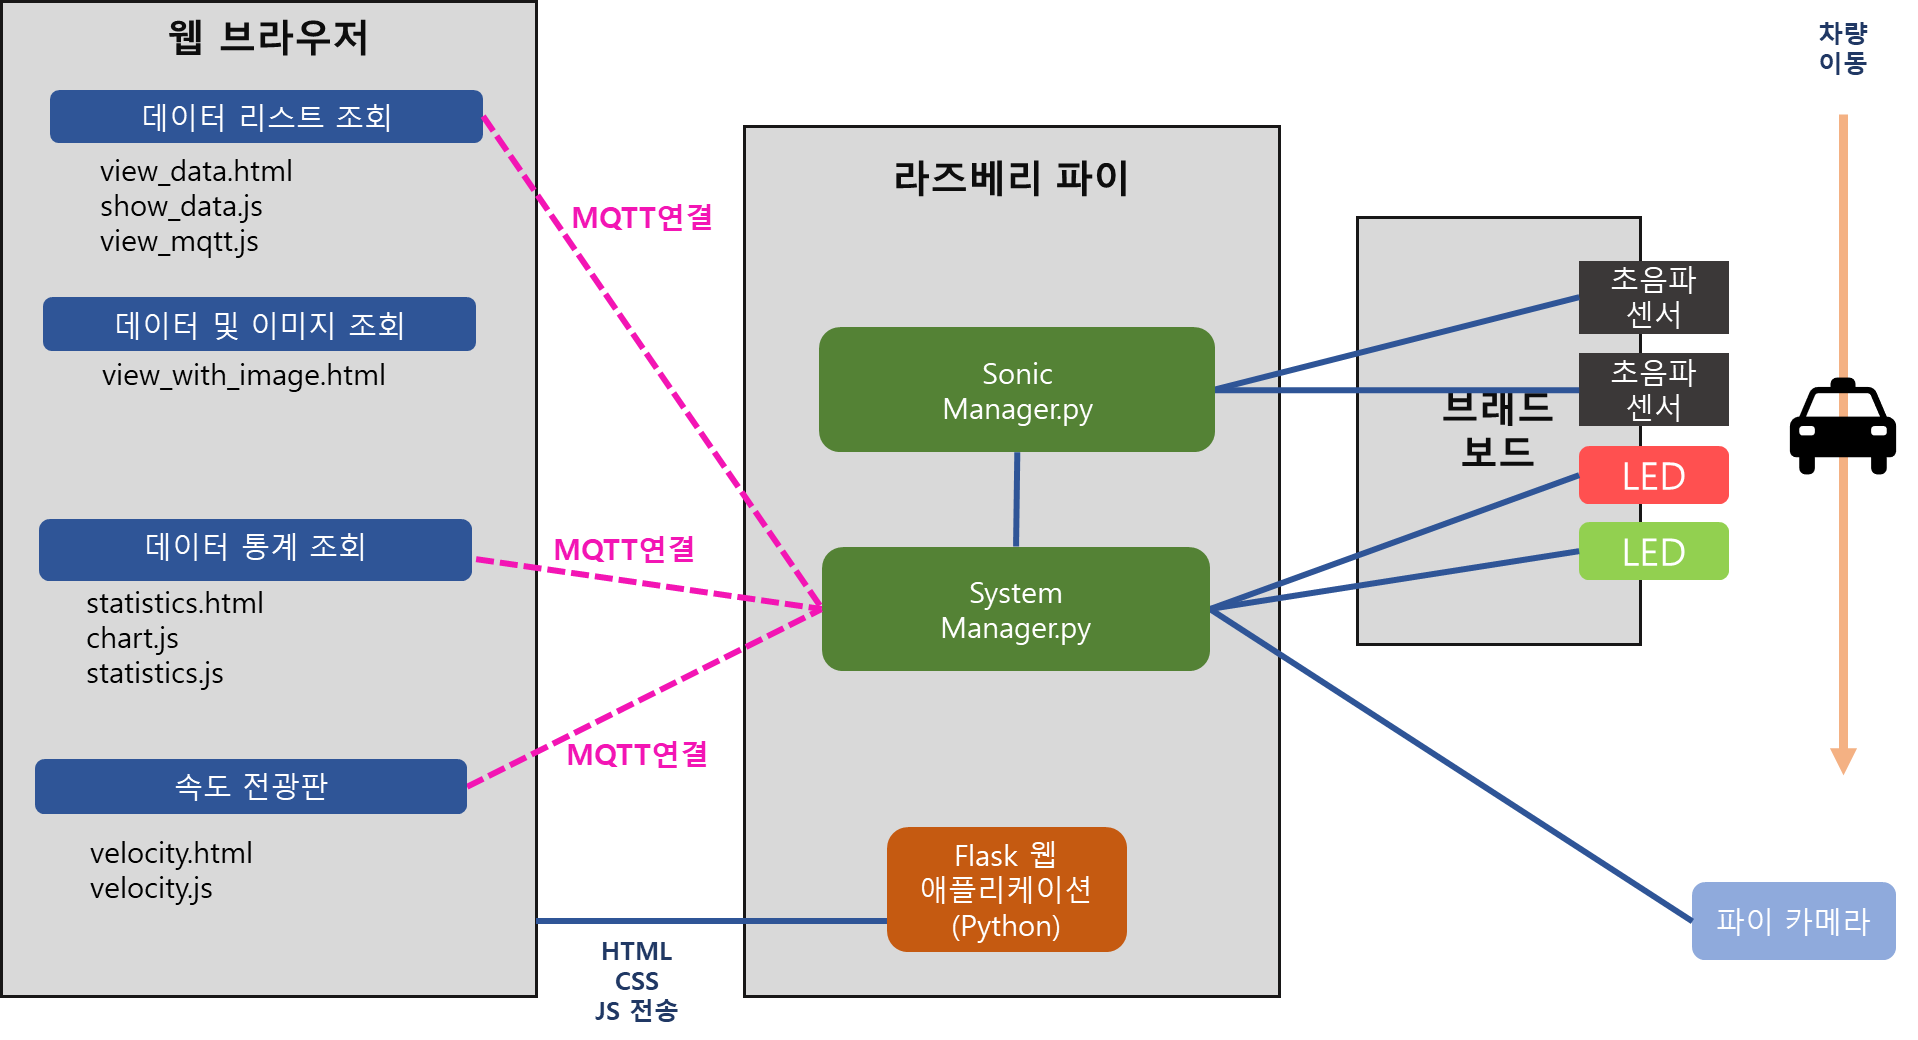 웹 브라우저
데이터 리스트 조회
view_data.html
show_data.js
view_mqtt.js
데이터 및 이미지 조회
view_with_image.html
데이터 통계 조회
statistics.html
chart.js
statistics.js
속도 전광판
velocity.html
velocity.js
MQTT연결
MQTT연결
MQTT연결
HTML
CSS
JS 전송
라즈베리 파이
Sonic
Manager.py
System
Manager.py
Flask 웹
애플리케이션
(Python)
브래드
보드
초음파
센서
초음파
센서
LED
LED
차량
이동
파이 카메라